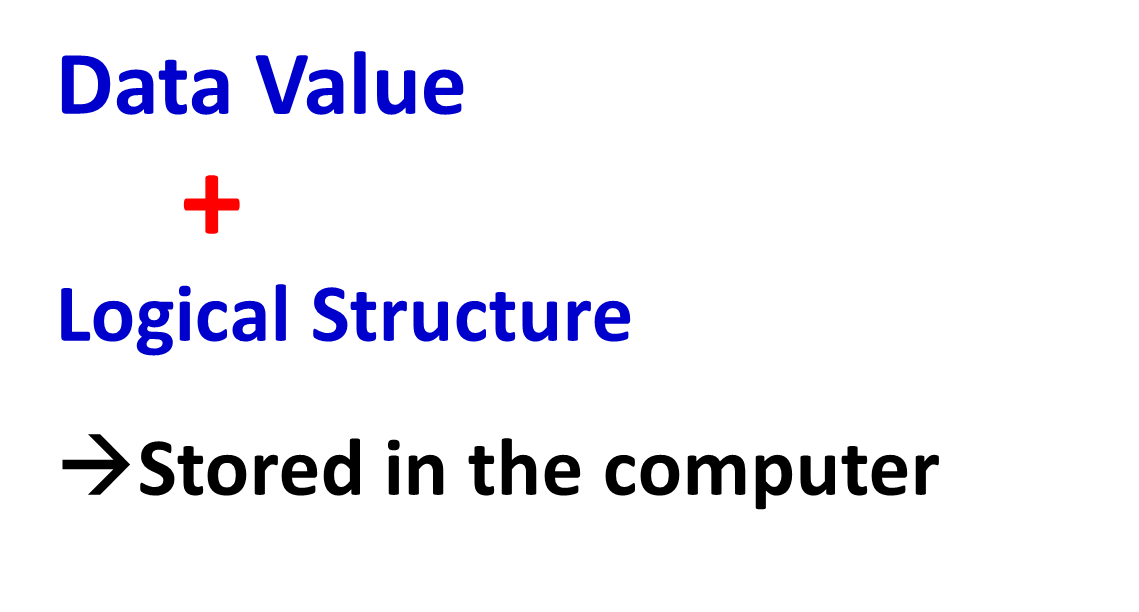 Data Value
+
Logical Structure
→Stored in the computer